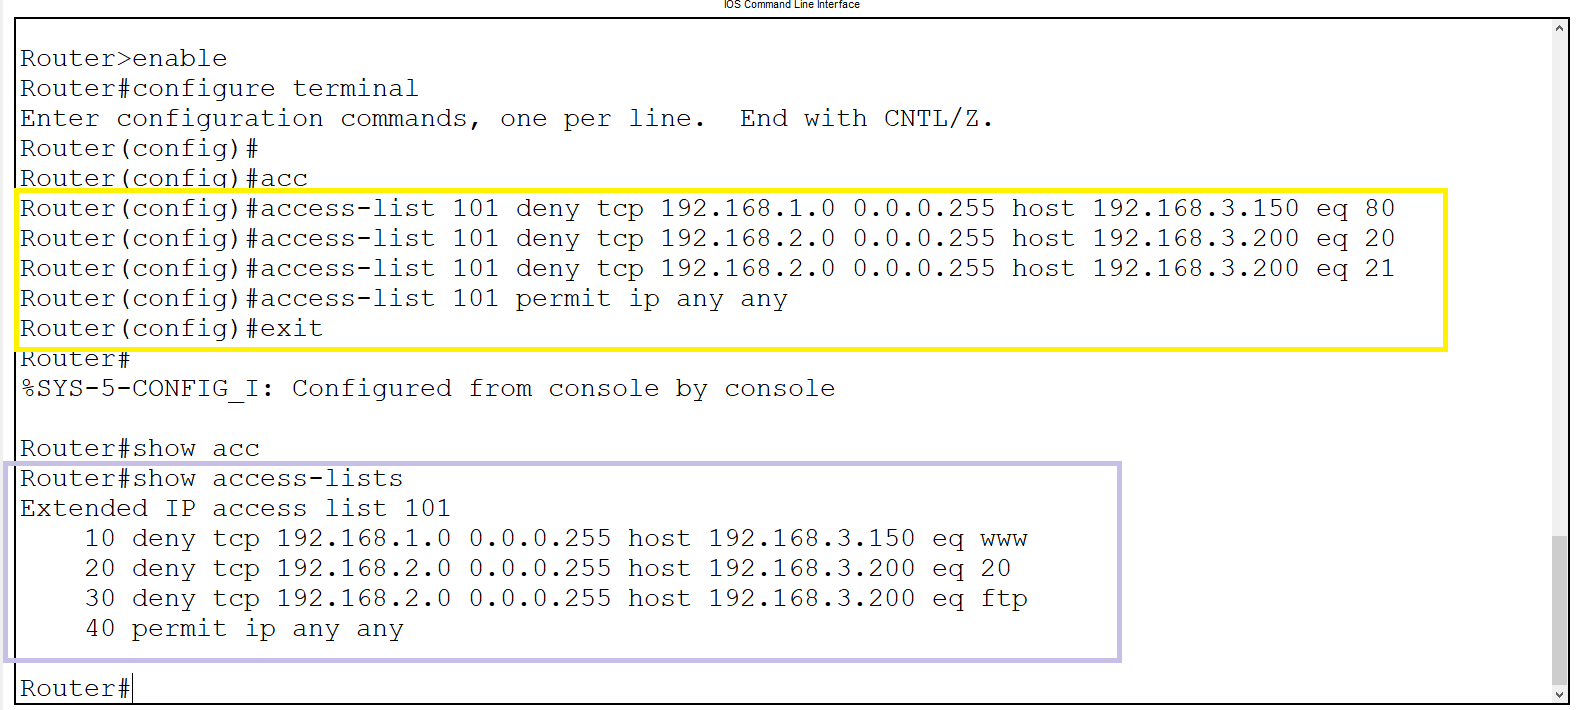 IOS Command Line Interface
Router>enable
Router#configure terminal
Enter configuration commands, one per line.  End with CNTL/Z.
Router(config)#
Router(config)#acc
Router(config)#access-list 101 deny tcp 192.168.1.0 0.0.0.255 host 192.168.3.150 eq 80
Router(config)#access-list 101 deny tcp 192.168.2.0 0.0.0.255 host 192.168.3.200 eq 20
Router(config)#access-list 101 deny tcp 192.168.2.0 0.0.0.255 host 192.168.3.200 eq 21
Router(config)#access-list 101 permit ip any any
Router(config)#exit
Router#
%SYS-5-CONFIG_I: Configured from console by console
Router#show acc
Router#show access-lists
Extended IP access list 101
    10 deny tcp 192.168.1.0 0.0.0.255 host 192.168.3.150 eq www
    20 deny tcp 192.168.2.0 0.0.0.255 host 192.168.3.200 eq 20
    30 deny tcp 192.168.2.0 0.0.0.255 host 192.168.3.200 eq ftp
    40 permit ip any any
Router#